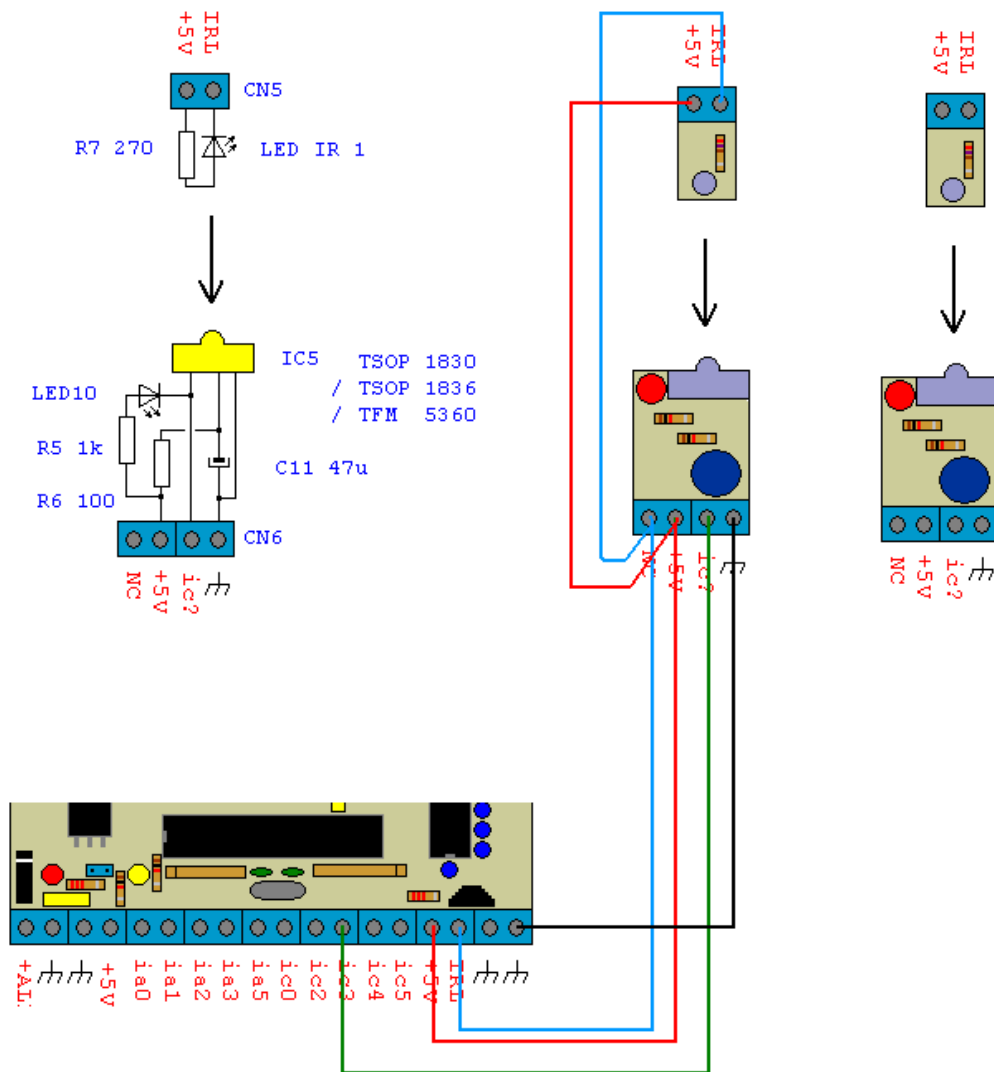 +5V
IRL
CN5
R7 270
LED IR 1
IC5
TSOP 1830
/ TSOP 1836
/ TFM 5360
LED10
R5 1k
R6 100
C11 47u
CN6
NC
+5V
ic?
+5V
IRL
NC
+5V
ic?
+5V
IRL
NC
+5V
ic?
+5V
ia0
ia1
ia2
ia3
ia5
ic0
ic2
ic3
ic4
ic5
+5V
IRL